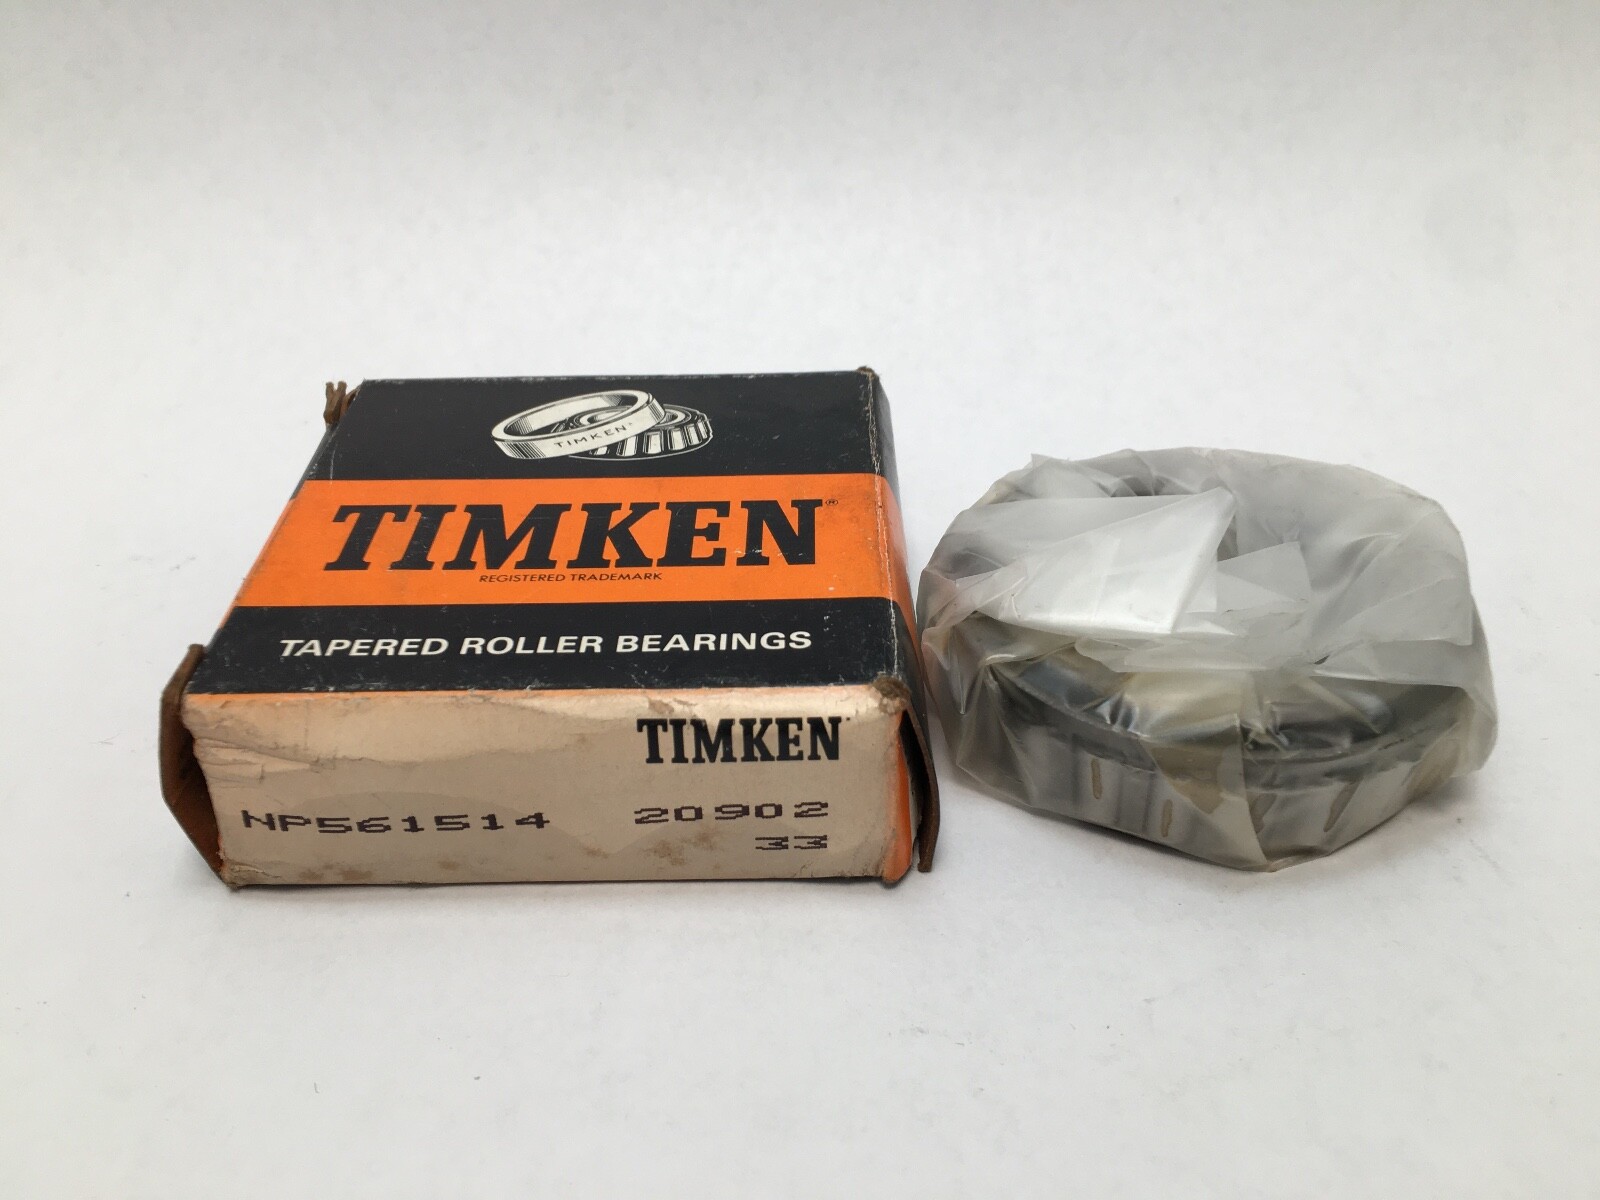 TIMKEN
TIMKEN®
REGISTERED TRADEMARK
TAPERED ROLLER BEARINGS
TIMKEN
NP561514 20902
33